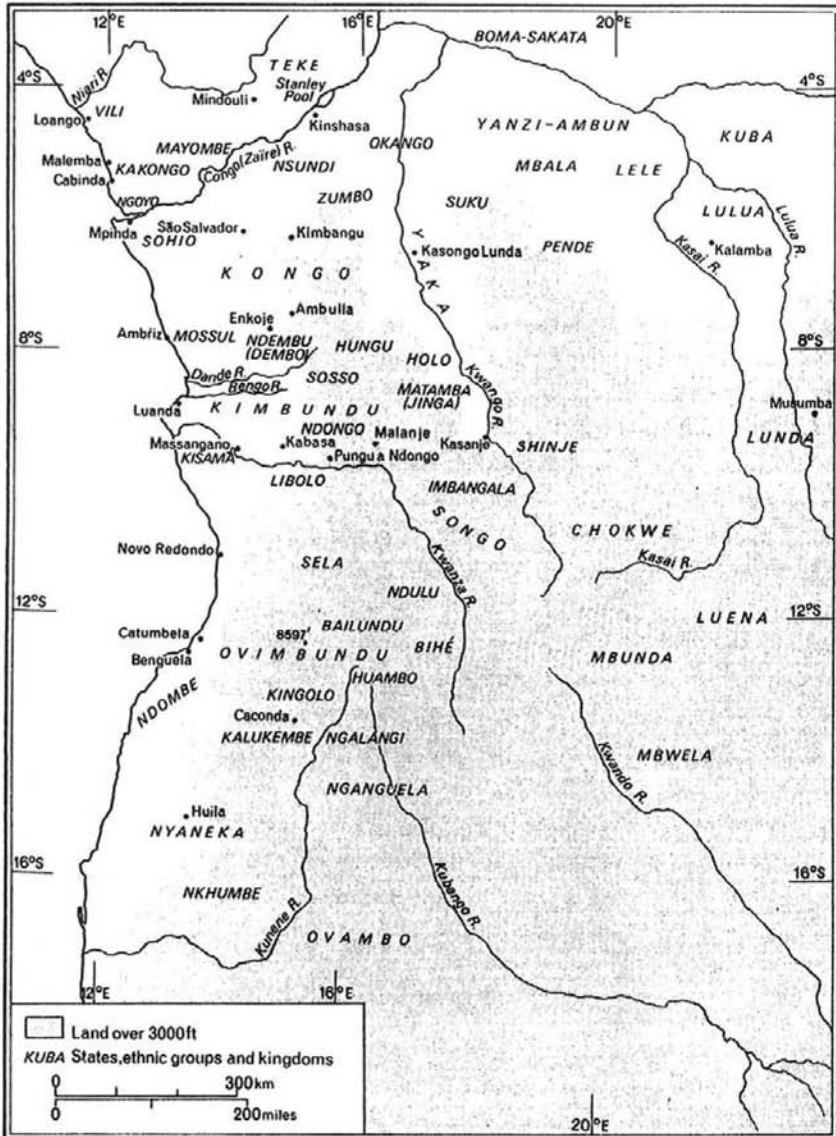 12°E
16°E
20°E
BOMA-SAKATA
4°S
4°S
TEKE
Stanley
Pool
Niari R.
Mindouli
Loango
VILI
Kinshasa
YANZI-AMBUN
KUBA
MAYOMBE
OKANGO
Malemba
KAKONGO
Congo(Zaïre) R.
NSUNDI
MBALA
LELE
Cabinda
NGOYO
ZUMBO
SUKU
LULUA
Lulua R.
Mpinda
SOHIO
São Salvador
Kimbangu
YAKA
Kasongo Lunda
PENDE
Kasai R.
Kalamba
KONGO
Ambuila
Enkoje
Ambriz
MOSSUL
NDEMBU
(DEMBO)
HUNGU
8°S
8°S
HOLO
Dande R.
SOSSO
Bengo R.
MATAMBA
(JINGA)
Kwango R.
Luanda
KIMBUNDU
Musumba
NDONGO
Malanje
LUNDA
Massangano
Kabasa
Kasanje
SHINJE
KISAMA
Pungu a Ndongo
LIBOLO
IMBANGALA
SONGO
CHOKWE
Novo Redondo
SELA
Kwanza R.
Kasai R.
NDULU
12°S
12°S
LUENA
BAILUNDU
Catumbela
8597'
BIHÉ
Benguela
OVIMBUNDU
MBUNDA
HUAMBO
NDOMBE
KINGOLO
Caconda
KALUKEMBE
NGALANGI
Kwando R.
MBWELA
NGANGUELA
Huila
NYANEKA
16°S
16°S
NKHUMBE
Kubango R.
Kunene R.
OVAMBO
12°E
16°E
Land over 3000ft
KUBA States, ethnic groups and kingdoms
0 300km
0 200miles
20°E